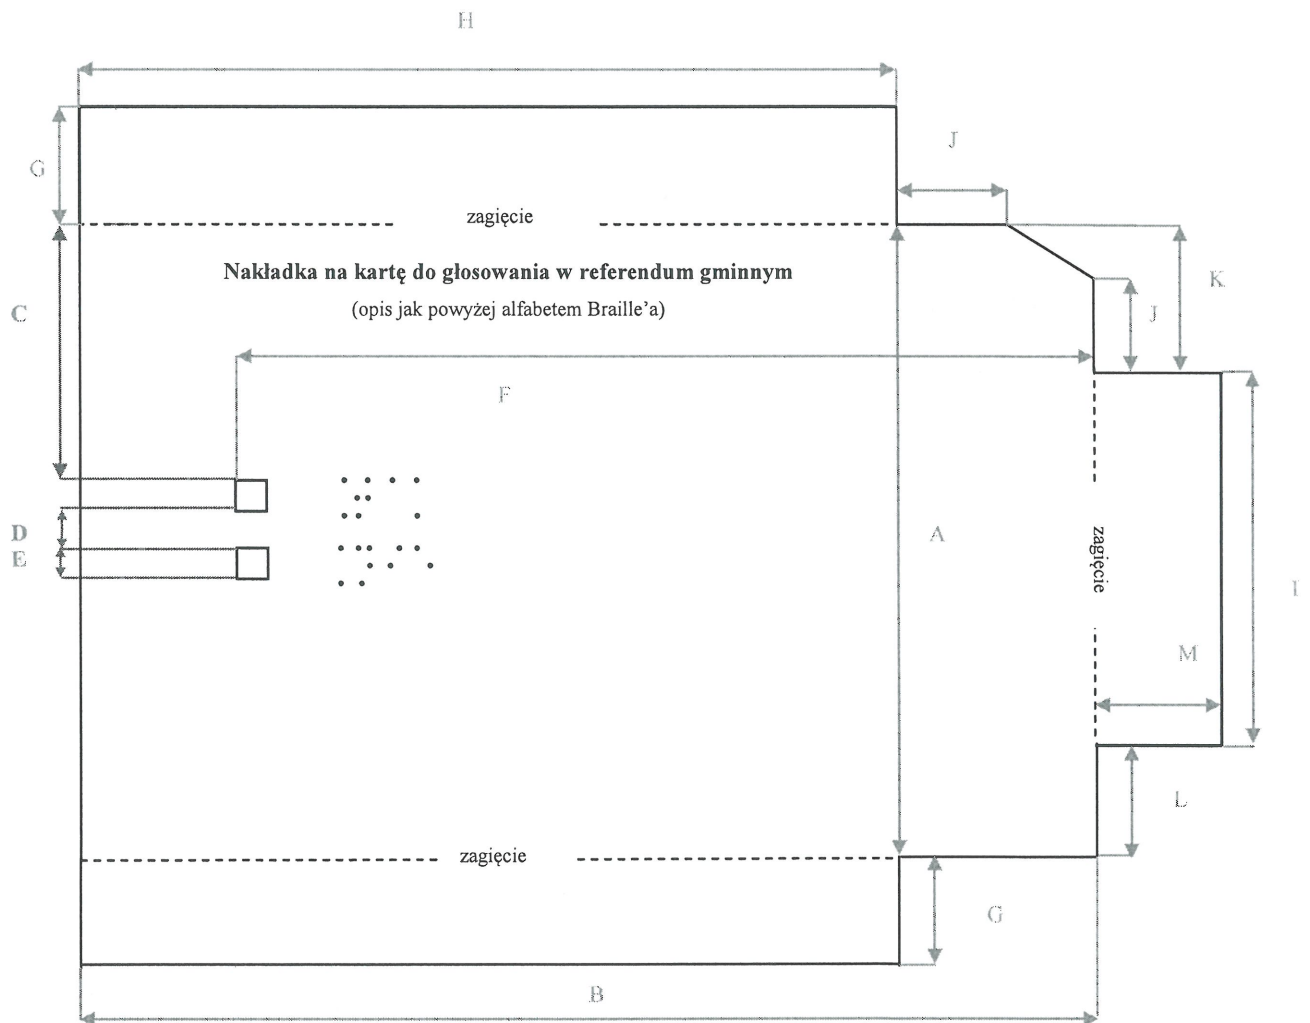 H
G
J
zagięcie
Nakładka na kartę do głosowania w referendum gminnym
(opis jak powyżej alfabetem Braille’a)
K
C
J
F
D
E
A
zagięcie
I
M
L
zagięcie
G
B